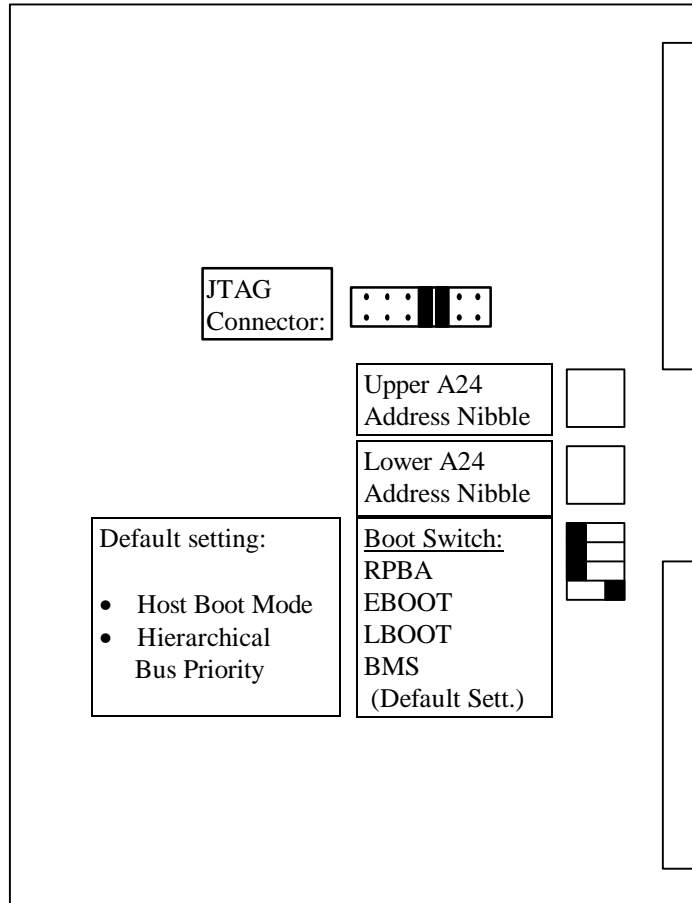 JTAG
Connector:
Upper A24
Address Nibble
Lower A24
Address Nibble
Default setting:
• Host Boot Mode
• Hierarchical
Bus Priority
Boot Switch:
RPBA
EBOOT
LBOOT
BMS
(Default Sett.)